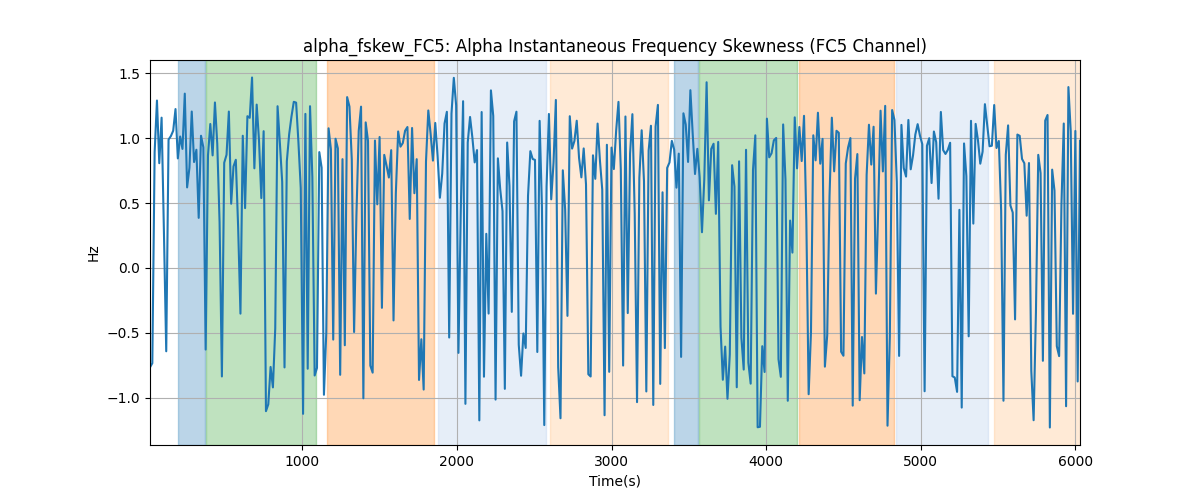 alpha_fskew_FC5: Alpha Instantaneous Frequency Skewness (FC5 Channel)
1.5
1.0
0.5
0.0
−0.5
−1.0
Hz
1000 2000 3000 4000 5000 6000
Time(s)